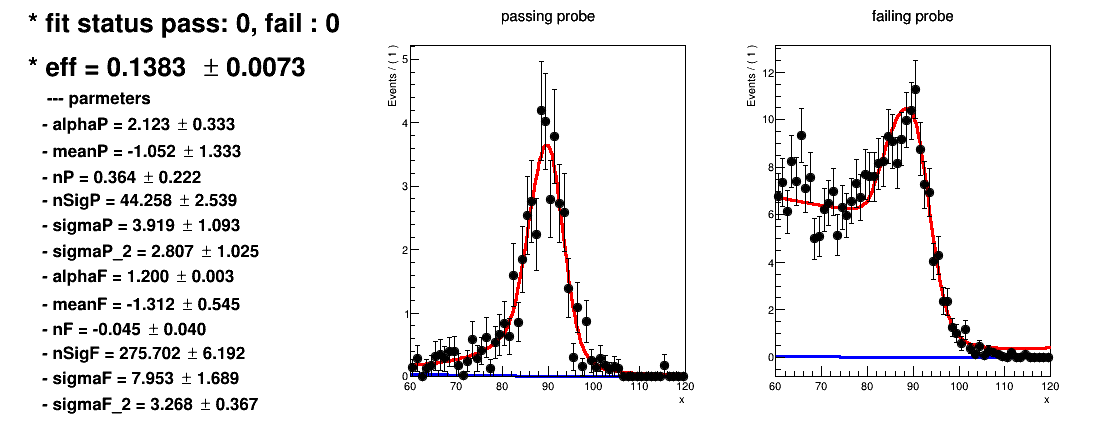 * fit status pass: 0, fail : 0
* eff = 0.1383 ± 0.0073
--- parmeters
- alphaP = 2.123 ± 0.333
- meanP = -1.052 ± 1.333
- nP = 0.364 ± 0.222
- nSigP = 44.258 ± 2.539
- sigmaP = 3.919 ± 1.093
- sigmaP_2 = 2.807 ± 1.025
- alphaF = 1.200 ± 0.003
- meanF = -1.312 ± 0.545
- nF = -0.045 ± 0.040
- nSigF = 275.702 ± 6.192
- sigmaF = 7.953 ± 1.689
- sigmaF_2 = 3.268 ± 0.367
passing probe
Events / ( 1 )
5
4
3
2
1
0
60 70 80 90 100 110 120
x
failing probe
Events / ( 1 )
12
10
8
6
4
2
0
60 70 80 90 100 110 120
x